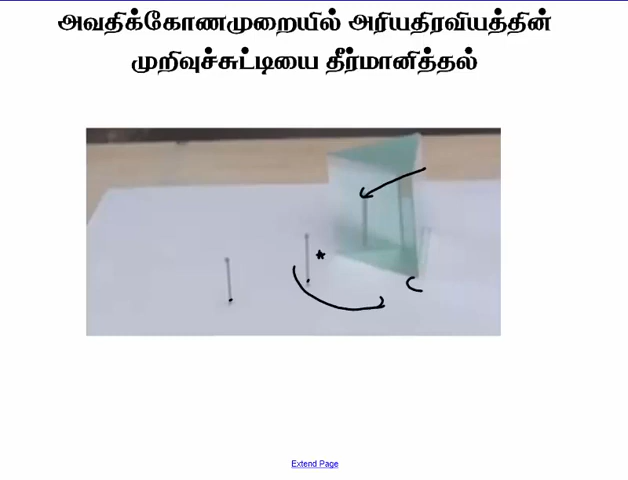 அவதிக்கோணமுறையில் அரியதிரவியத்தின்
முறிவுச்சுட்டியை தீர்மானித்தல்
C
Extend Page